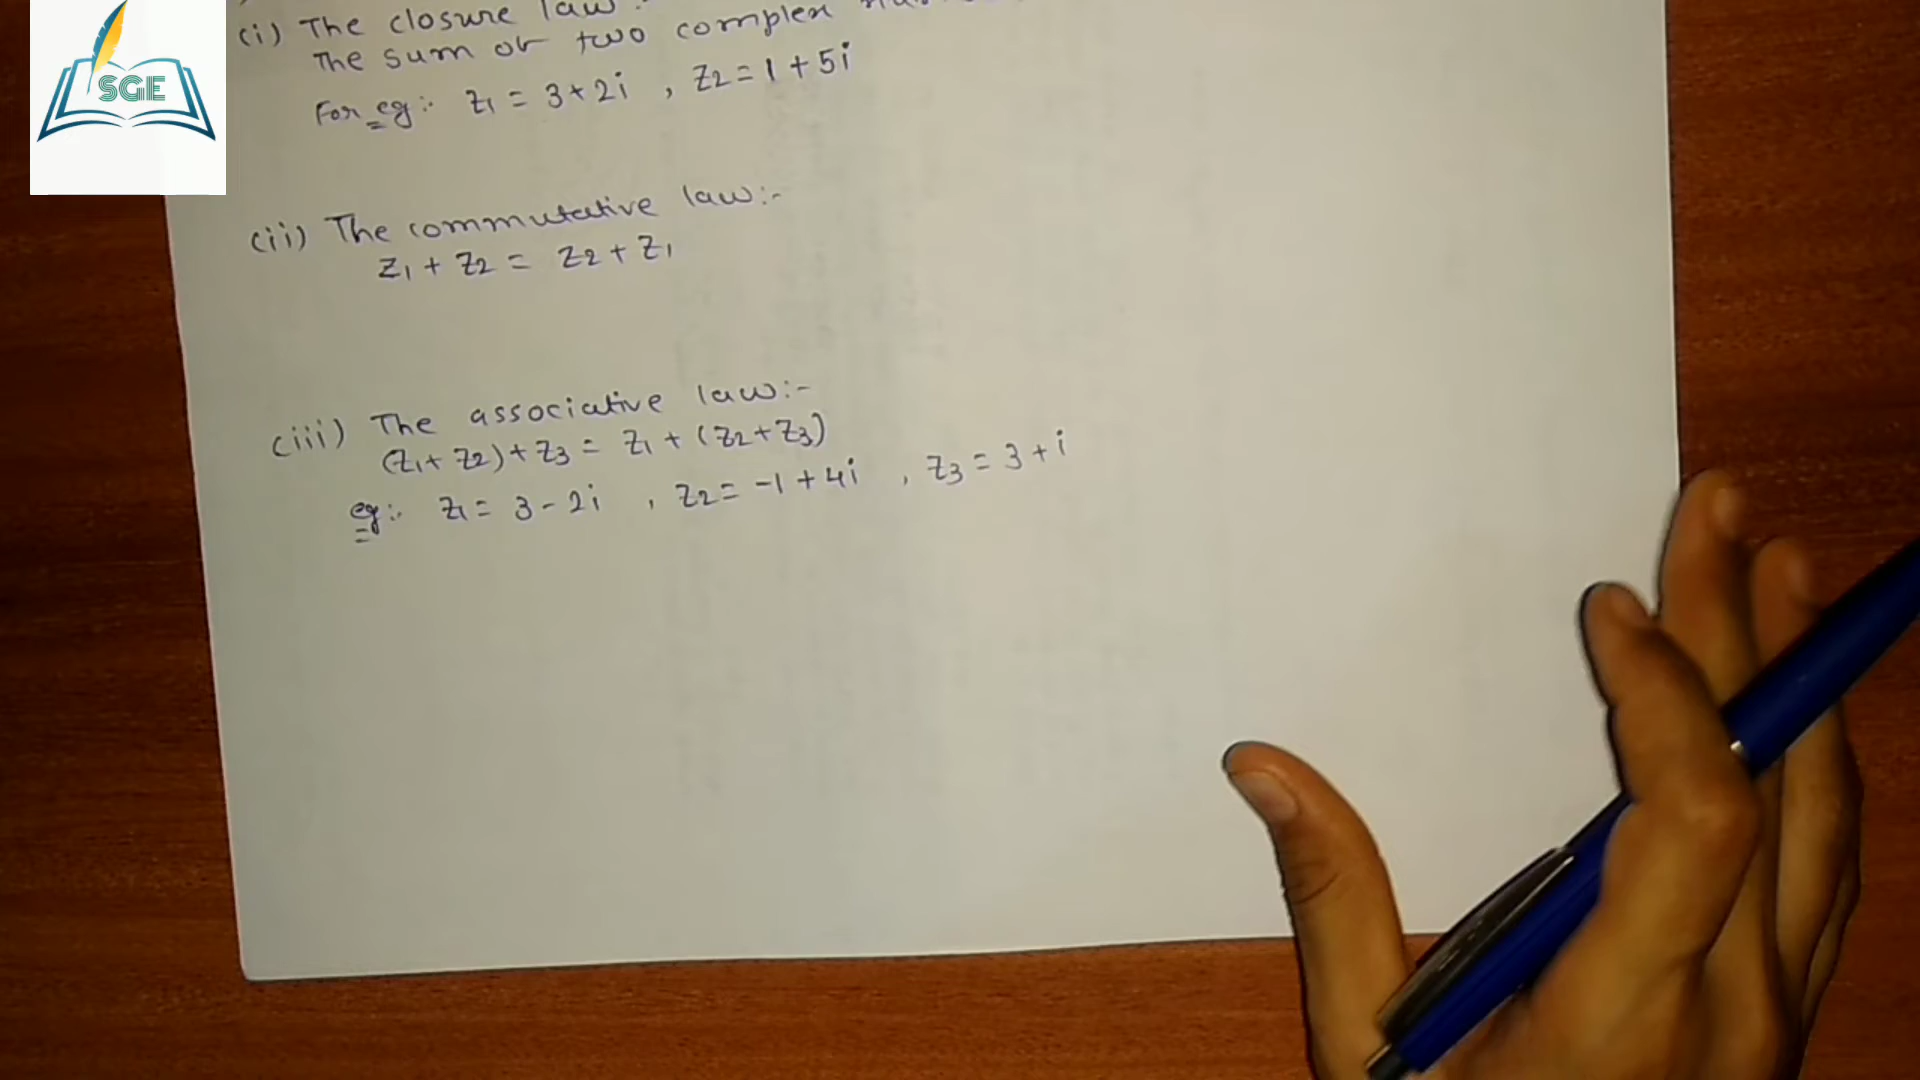 SGE
(i) The closure law :-
The sum of two complex
For eg :- z1 = 3+2i , z2 = 1+5i
(ii) The commutative law:-
z1 + z2 = z2 + z1
(iii) The associative law:-
(z1+ z2)+z3 = z1 + (z2+z3)
eg:- z1 = 3-2i , z2 = -1+4i , z3 = 3+i